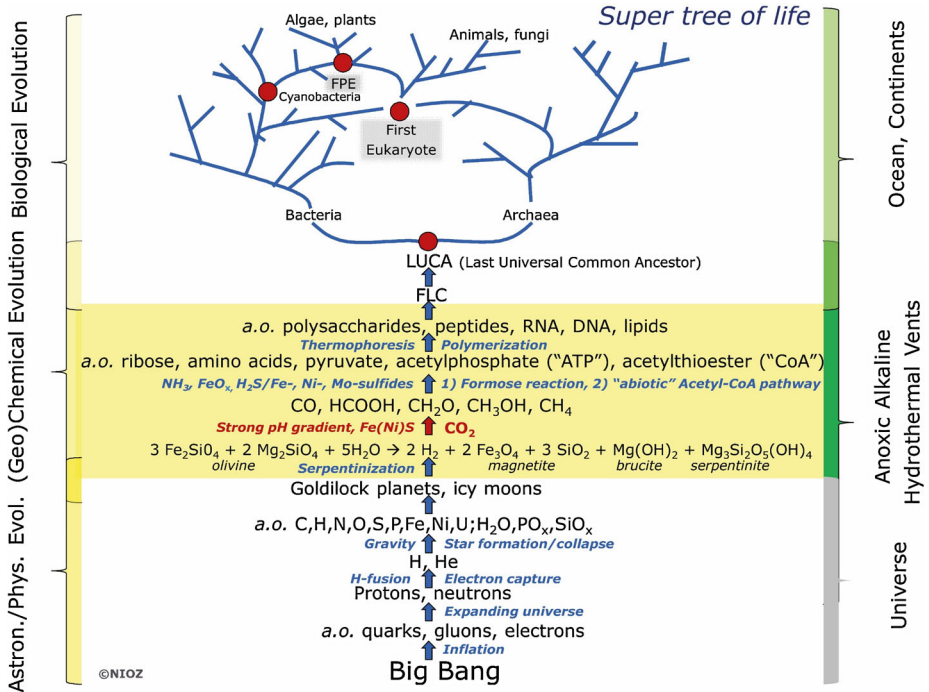 Super tree of life
Algae, plants
Animals, fungi
FPE
Cyanobacteria
First
Eukaryote
Bacteria
Archaea
LUCA (Last Universal Common Ancestor)
FLC
a.o. polysaccharides, peptides, RNA, DNA, lipids
Thermophoresis Polymerization
a.o. ribose, amino acids, pyruvate, acetylphosphate ("ATP"), acetylthioester ("CoA")
NH₃, FeOₓ, H₂S/Fe-, Ni-, Mo-sulfides 1) Formose reaction, 2) "abiotic" Acetyl-CoA pathway
CO, HCOOH, CH₂O, CH₃OH, CH₄
Strong pH gradient, Fe(Ni)S CO₂
3 Fe₂Si0₄ + 2 Mg₂SiO₄ + 5H₂O → 2 H₂ + 2 Fe₃O₄ + 3 SiO₂ + Mg(OH)₂ + Mg₃Si₂O₅(OH)₄
olivine magnetite brucite serpentinite
Serpentinization
Goldilock planets, icy moons
a.o. C,H,N,O,S,P,Fe,Ni,U;H₂O,POₓ,SiOₓ
Gravity Star formation/collapse
H, He
H-fusion Electron capture
Protons, neutrons
Expanding universe
a.o. quarks, gluons, electrons
Inflation
Big Bang
©NIOZ
Biological Evolution
(Geo)Chemical Evolution
Astron./Phys. Evol.
Ocean, Continents
Anoxic Alkaline
Hydrothermal Vents
Universe